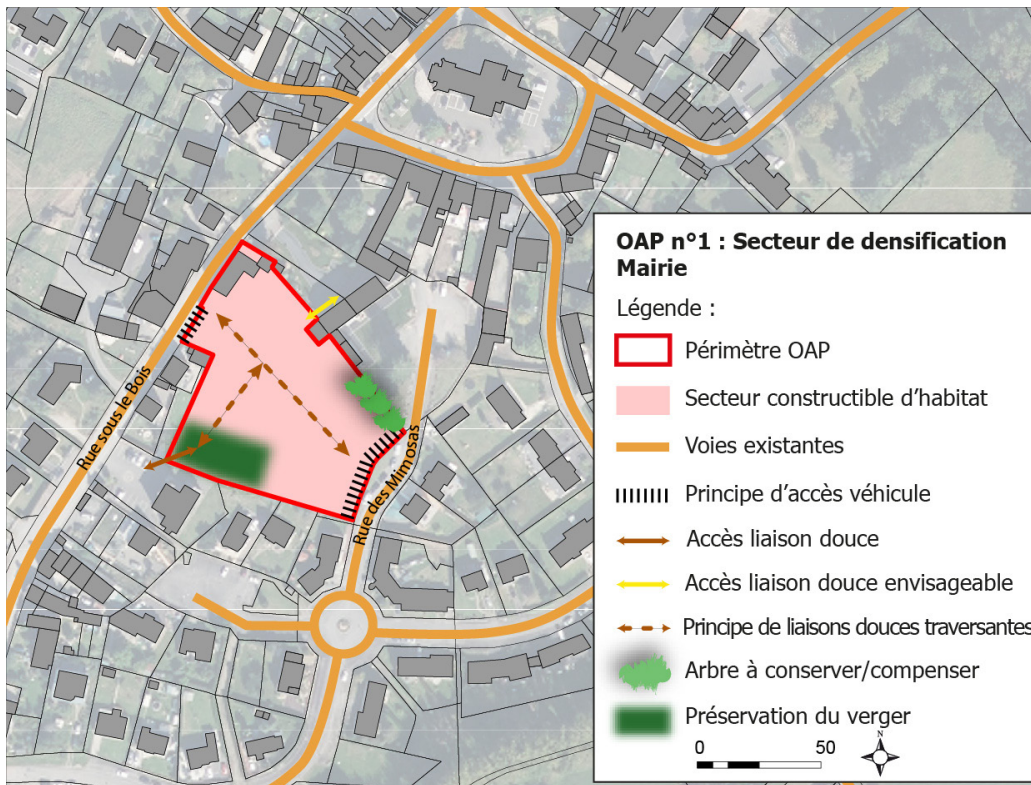 OAP n°1 : Secteur de densification
Mairie
Légende :
Périmètre OAP
Secteur constructible d'habitat
Voies existantes
Principe d'accès véhicule
Accès liaison douce
Accès liaison douce envisageable
Principe de liaisons douces traversantes
Arbre à conserver/compenser
Préservation du verger
0 50
N
Rue sous le Bois
Rue des Mimosas